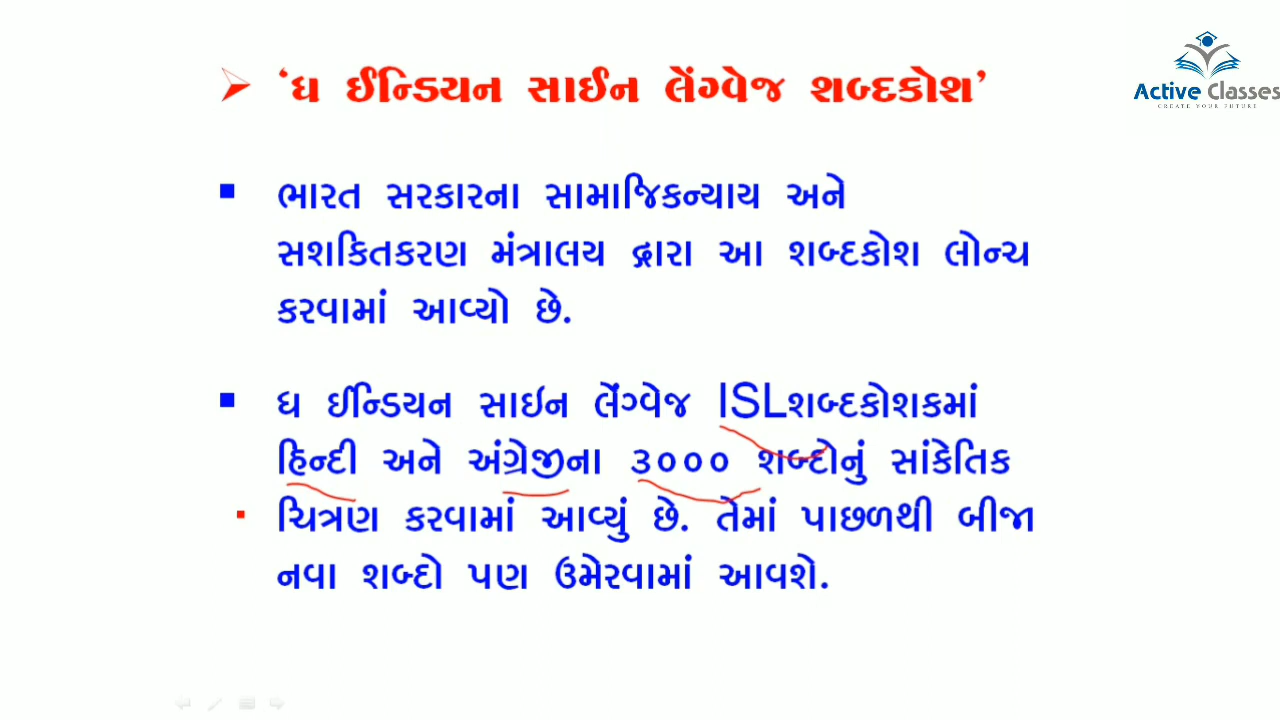 ‘ધ ઈન્ડિયન સાઈન લેંગ્વેજ શબ્દકોશ’
Active Classes
CREATE YOUR FUTURE
ભારત સરકારના સામાજિકન્યાય અને
સશકિતકરણ મંત્રાલય દ્વારા આ શબ્દકોશ લોન્ચ
કરવામાં આવ્યો છે.
ધ ઈન્ડિયન સાઇન લેંગ્વેજ ISLશબ્દકોશકમાં
હિન્દી અને અંગ્રેજીના ૩૦૦૦ શબ્દોનું સાંકેતિક
ચિત્રણ કરવામાં આવ્યું છે. તેમાં પાછળથી બીજા
નવા શબ્દો પણ ઉમેરવામાં આવશે.